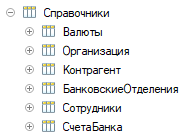 Справочники
Валюты
Организация
Контрагент
БанковскиеОтделения
Сотрудники
СчетаБанка